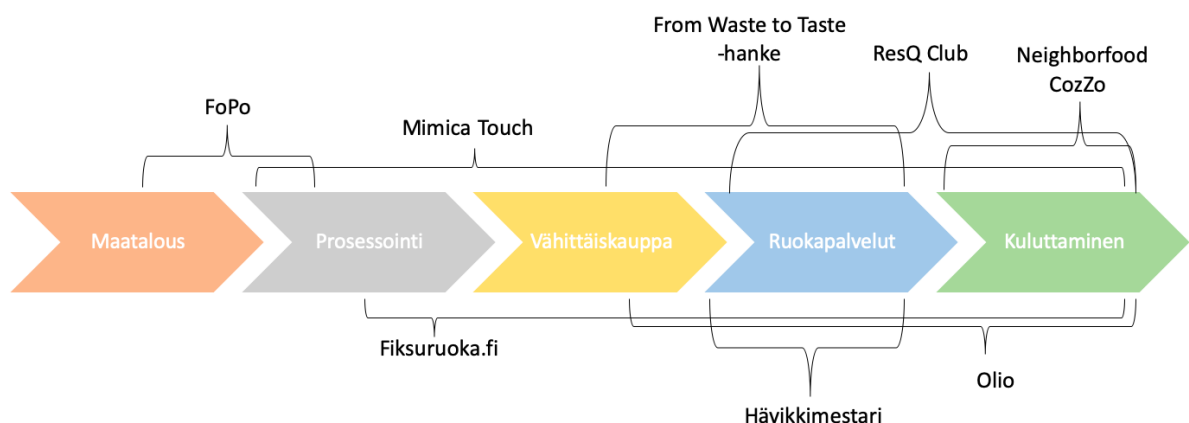 From Waste to Taste
-hanke
ResQ Club
Neighborfood
CozZo
FoPo
Mimica Touch
Maatalous
Prosessointi
Vähittäiskauppa
Ruokapalvelut
Kuluttaminen
Fiksuruoka.fi
Olio
Hävikkimestari